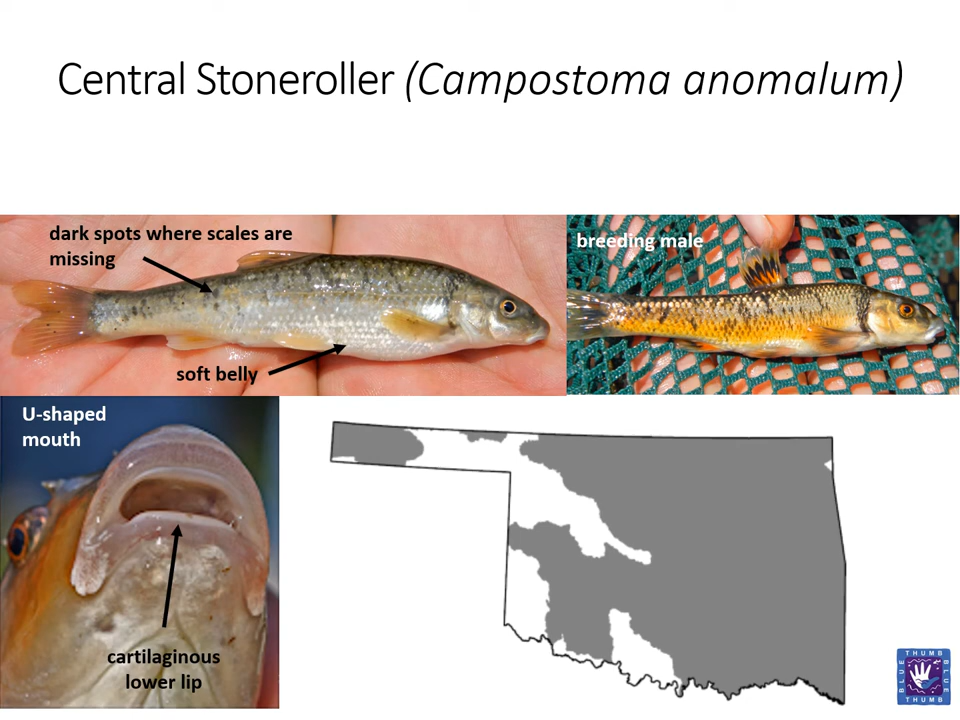 Central Stoneroller (Campostoma anomalum)
dark spots where scales are
missing
breeding male
soft belly
U-shaped
mouth
cartilaginous
lower lip
BLUE
THUMB
BLUE
THUMB